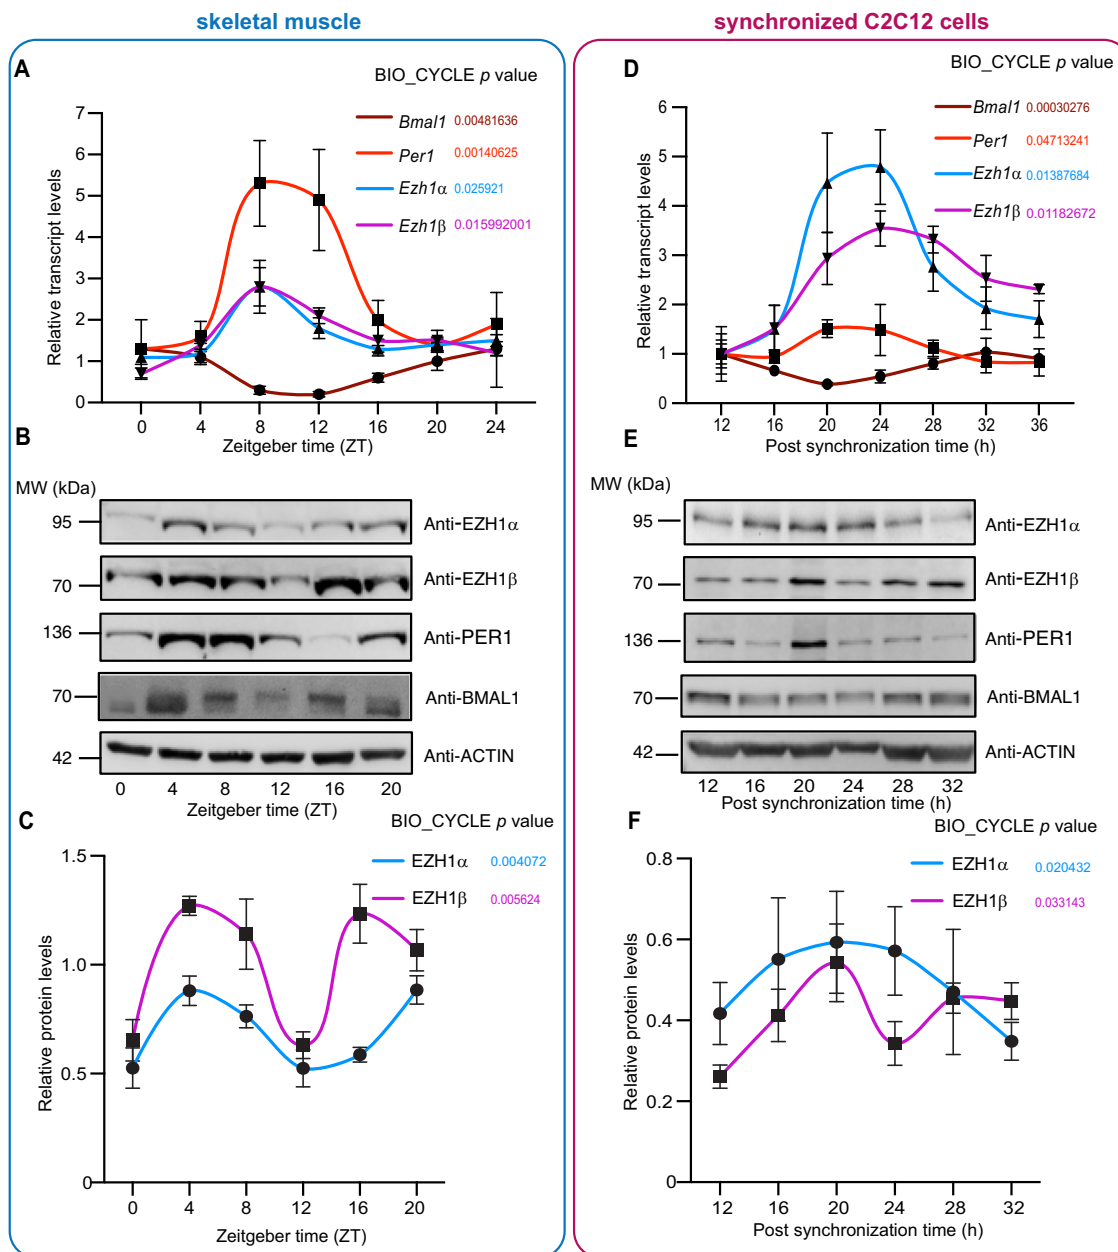 skeletal muscle
synchronized C2C12 cells
A
BIO_CYCLE p value
Bmal1 0.00481636
Per1 0.00140625
Ezh1α 0.025921
Ezh1β 0.015992001
Relative transcript levels
7
6
5
4
3
2
1
0
0 4 8 12 16 20 24
Zeitgeber time (ZT)
B
MW (kDa)
95 Anti-EZH1α
70 Anti-EZH1β
136 Anti-PER1
70 Anti-BMAL1
42 Anti-ACTIN
0 4 8 12 16 20
Zeitgeber time (ZT)
C
BIO_CYCLE p value
EZH1α 0.004072
EZH1β 0.005624
Relative protein levels
1.5
1.0
0.5
0
0 4 8 12 16 20
Zeitgeber time (ZT)
D
BIO_CYCLE p value
Bmal1 0.00030276
Per1 0.04713241
Ezh1α 0.01387684
Ezh1β 0.01182672
Relative transcript levels
6
5
4
3
2
1
0
12 16 20 24 28 32 36
Post synchronization time (h)
E
MW (kDa)
95 Anti-EZH1α
70 Anti-EZH1β
136 Anti-PER1
70 Anti-BMAL1
42 Anti-ACTIN
12 16 20 24 28 32
Post synchronization time (h)
F
BIO_CYCLE p value
EZH1α 0.020432
EZH1β 0.033143
Relative protein levels
0.8
0.6
0.4
0.2
0
12 16 20 24 28 32
Post synchronization time (h)